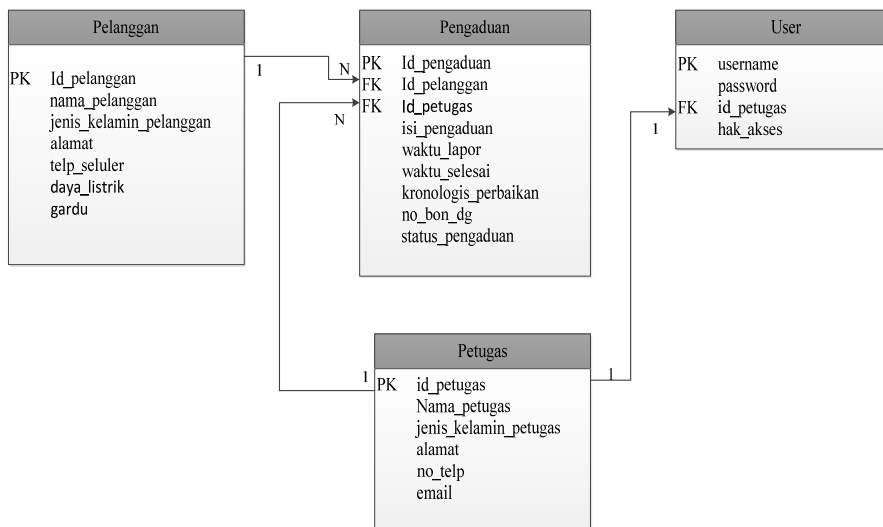 Pelanggan
PK Id_pelanggan
nama_pelanggan
jenis_kelamin_pelanggan
alamat
telp_seluler
daya_listrik
gardu
1
N
N
Pengaduan
PK Id_pengaduan
FK Id_pelanggan
FK Id_petugas
isi_pengaduan
waktu_lapor
waktu_selesai
kronologis_perbaikan
no_bon_dg
status_pengaduan
User
PK username
password
FK id_petugas
hak_akses
1
Petugas
1
PK id_petugas
Nama_petugas
jenis_kelamin_petugas
alamat
no_telp
email
1